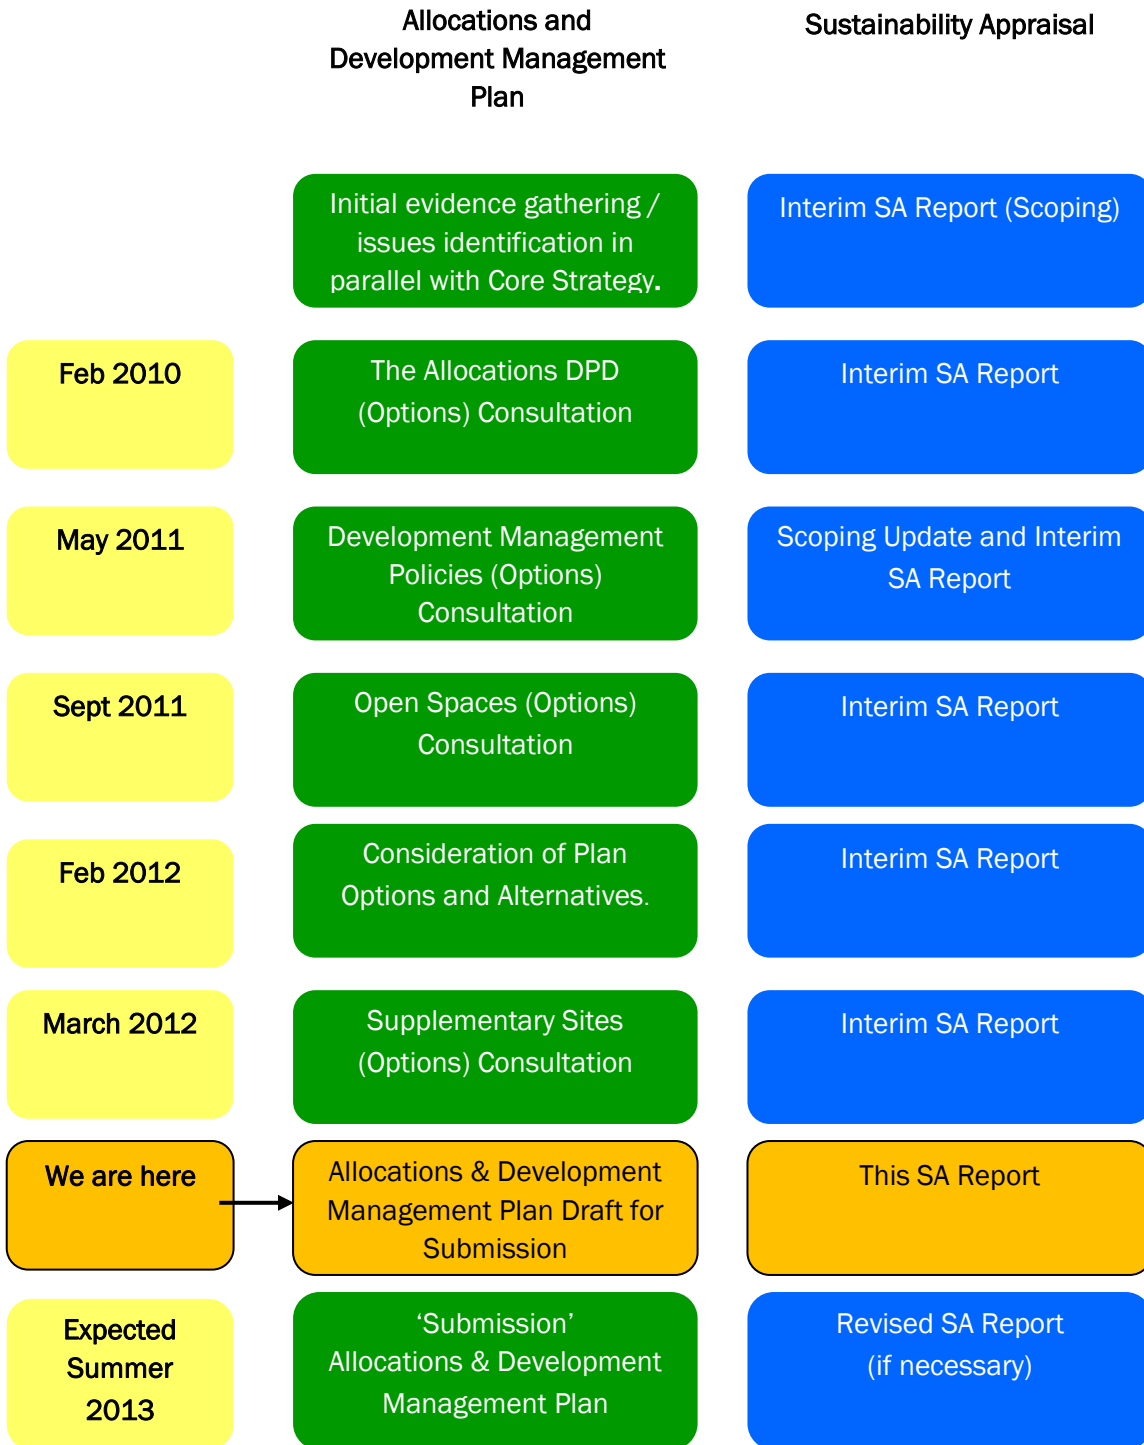 Allocations and
Development Management
Plan
Sustainability Appraisal
Initial evidence gathering /
issues identification in
parallel with Core Strategy.
Interim SA Report (Scoping)
Feb 2010
The Allocations DPD
(Options) Consultation
Interim SA Report
May 2011
Development Management
Policies (Options)
Consultation
Scoping Update and Interim
SA Report
Sept 2011
Open Spaces (Options)
Consultation
Interim SA Report
Feb 2012
Consideration of Plan
Options and Alternatives.
Interim SA Report
March 2012
Supplementary Sites
(Options) Consultation
Interim SA Report
We are here
Allocations & Development
Management Plan Draft for
Submission
This SA Report
Expected
Summer
2013
‘Submission’
Allocations & Development
Management Plan
Revised SA Report
(if necessary)